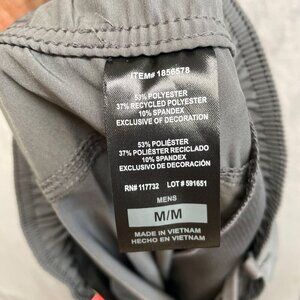 ITEM# 1856578
53% POLYESTER
37% RECYCLED POLYESTER
10% SPANDEX
EXCLUSIVE OF DECORATION
53% POLIÉSTER
37% POLIÉSTER RECICLADO
10% SPANDEX
EXCLUSIVO DE DECORACIÓN
RN# 117732 LOT # 591651
MENS
M/M
MADE IN VIETNAM
HECHO EN VIETNAM